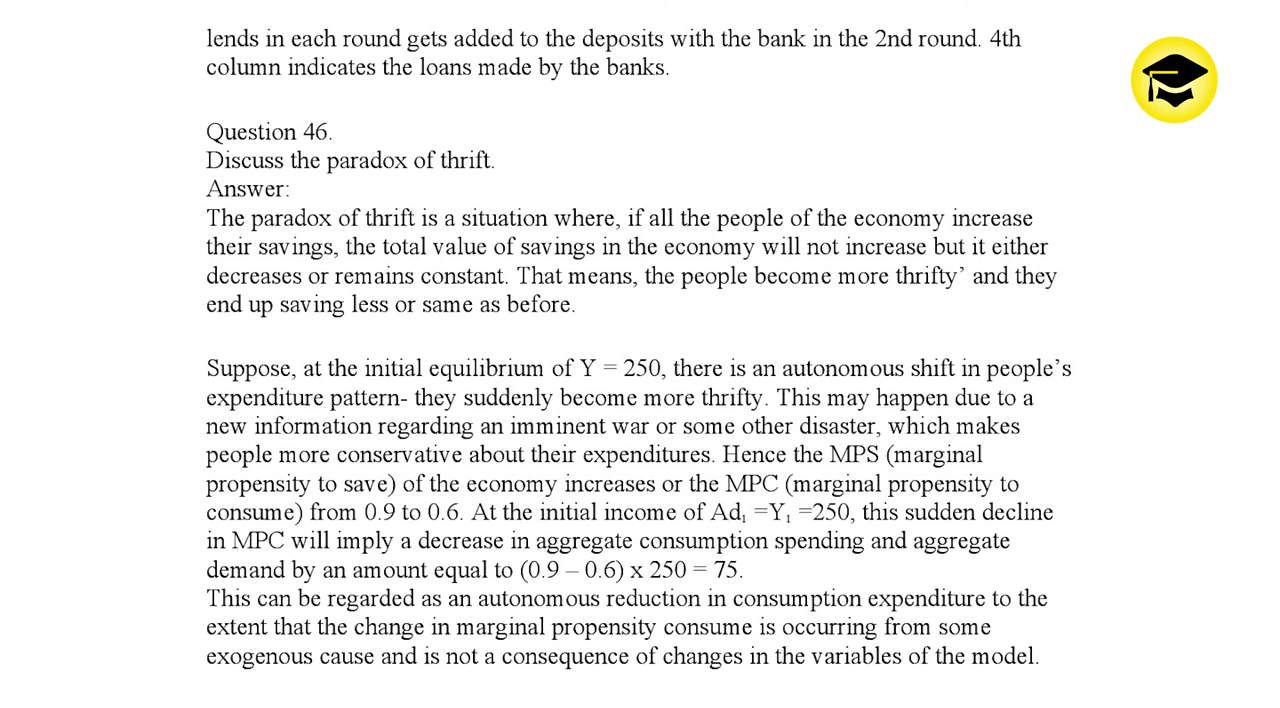 lends in each round gets added to the deposits with the bank in the 2nd round. 4th
column indicates the loans made by the banks.
Question 46.
Discuss the paradox of thrift.
Answer:
The paradox of thrift is a situation where, if all the people of the economy increase
their savings, the total value of savings in the economy will not increase but it either
decreases or remains constant. That means, the people become more thrifty’ and they
end up saving less or same as before.
Suppose, at the initial equilibrium of Y = 250, there is an autonomous shift in people’s
expenditure pattern- they suddenly become more thrifty. This may happen due to a
new information regarding an imminent war or some other disaster, which makes
people more conservative about their expenditures. Hence the MPS (marginal
propensity to save) of the economy increases or the MPC (marginal propensity to
consume) from 0.9 to 0.6. At the initial income of Ad₁ =Y₁ =250, this sudden decline
in MPC will imply a decrease in aggregate consumption spending and aggregate
demand by an amount equal to (0.9 – 0.6) x 250 = 75.
This can be regarded as an autonomous reduction in consumption expenditure to the
extent that the change in marginal propensity consume is occurring from some
exogenous cause and is not a consequence of changes in the variables of the model.